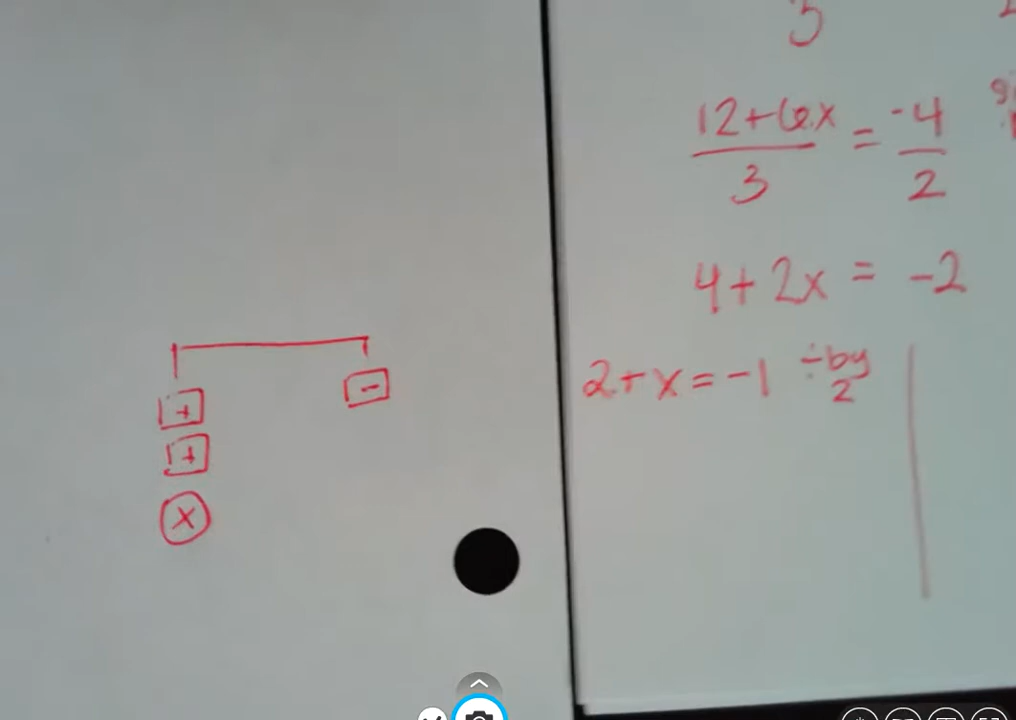 3
12+6x = -4
3 2
4+2x = -2
2+x=-1 ÷by
2
+ -
+
x